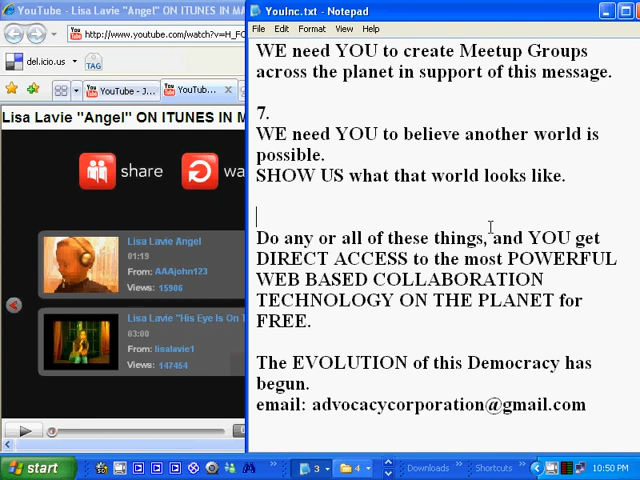 YouTube - Lisa Lavie "Angel" ON ITUNES IN M
YouInc.txt - Notepad
http://www.youtube.com/watch?v=H_FC
File Edit Format View Help
del.icio.us TAG
YouTube - J...
YouTub...
Lisa Lavie "Angel" ON ITUNES IN M
share
Lisa Lavie Angel
01:19
From: AAAjohn123
Views: 15906
Lisa Lavie "His Eye Is On T
03:00
From: lisalavie1
Views: 147454
WE need YOU to create Meetup Groups
across the planet in support of this message.
7.
WE need YOU to believe another world is
possible.
SHOW US what that world looks like.
Do any or all of these things, and YOU get
DIRECT ACCESS to the most POWERFUL
WEB BASED COLLABORATION
TECHNOLOGY ON THE PLANET for
FREE.
The EVOLUTION of this Democracy has
begun.
email: advocacycorporation@gmail.com
start
3
4
Downloads
Shortcuts
10:50 PM